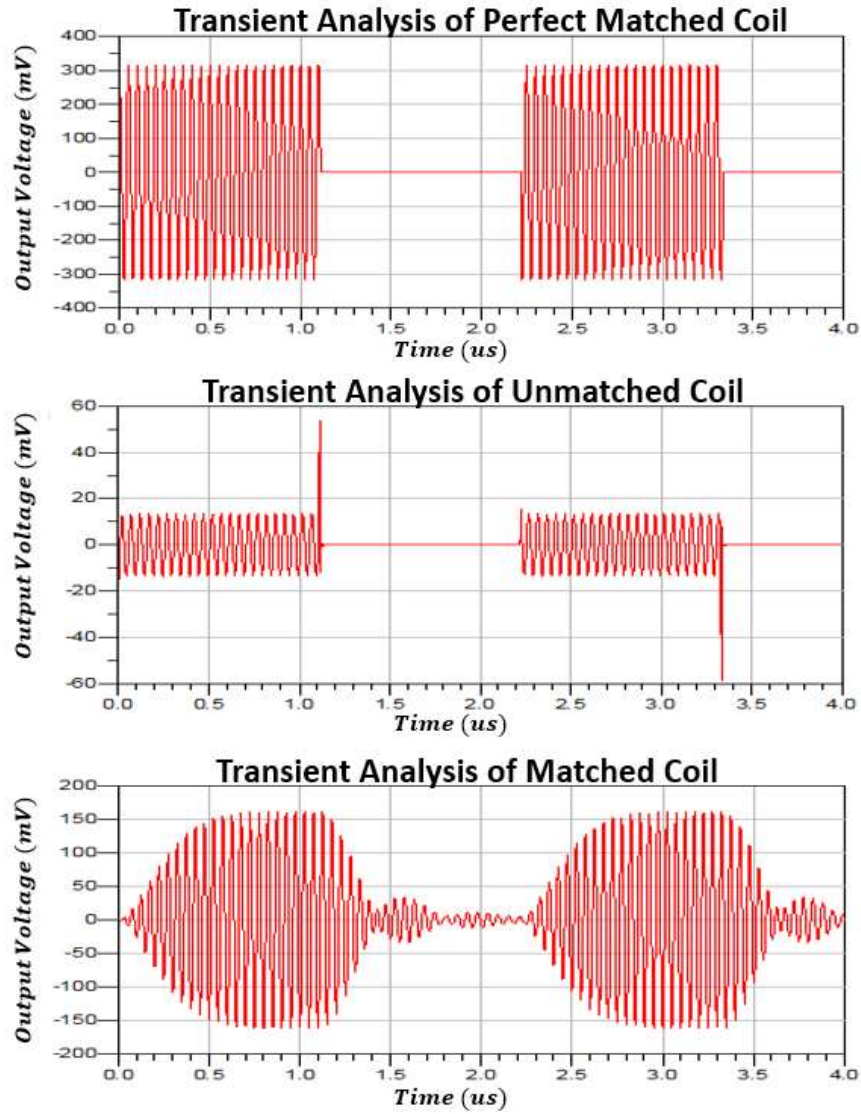 Transient Analysis of Perfect Matched Coil
Output Voltage (mV)
400
300
200
100
0
-100
-200
-300
-400
0.0 0.5 1.0 1.5 2.0 2.5 3.0 3.5 4.0
Time (us)
Transient Analysis of Unmatched Coil
Output Voltage (mV)
60
40
20
0
-20
-40
-60
0.0 0.5 1.0 1.5 2.0 2.5 3.0 3.5 4.0
Time (us)
Transient Analysis of Matched Coil
Output Voltage (mV)
200
150
100
50
0
-50
-100
-150
-200
0.0 0.5 1.0 1.5 2.0 2.5 3.0 3.5 4.0
Time (us)